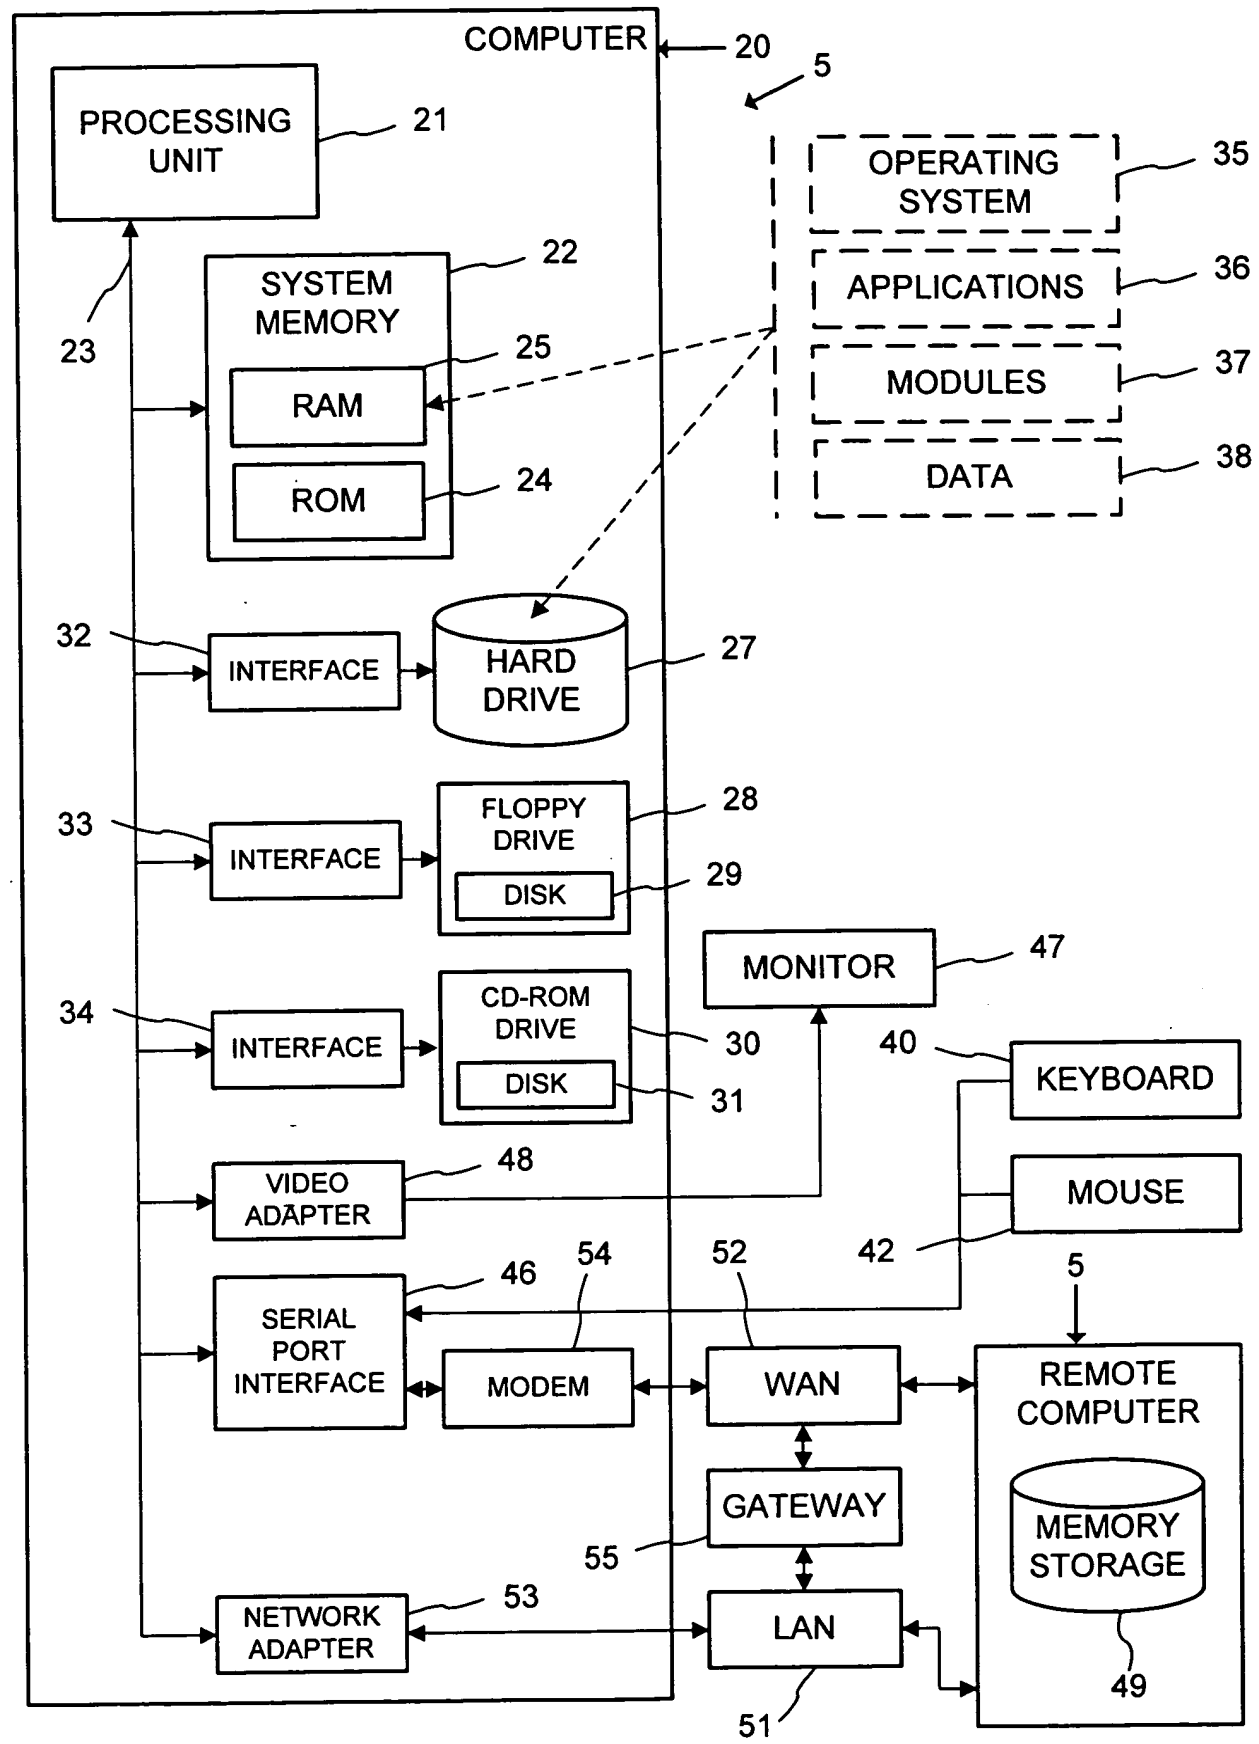 COMPUTER
20
5
PROCESSING
UNIT
21
OPERATING
SYSTEM
35
23
SYSTEM
MEMORY
22
APPLICATIONS
36
RAM
25
MODULES
37
ROM
24
DATA
38
32
INTERFACE
HARD
DRIVE
27
33
INTERFACE
FLOPPY
DRIVE
28
DISK
29
MONITOR
47
34
INTERFACE
CD-ROM
DRIVE
30
DISK
31
40
KEYBOARD
VIDEO
ADAPTER
48
MOUSE
42
SERIAL
PORT
INTERFACE
46
54
MODEM
52
WAN
5
REMOTE
COMPUTER
GATEWAY
55
MEMORY
STORAGE
49
NETWORK
ADAPTER
53
LAN
51